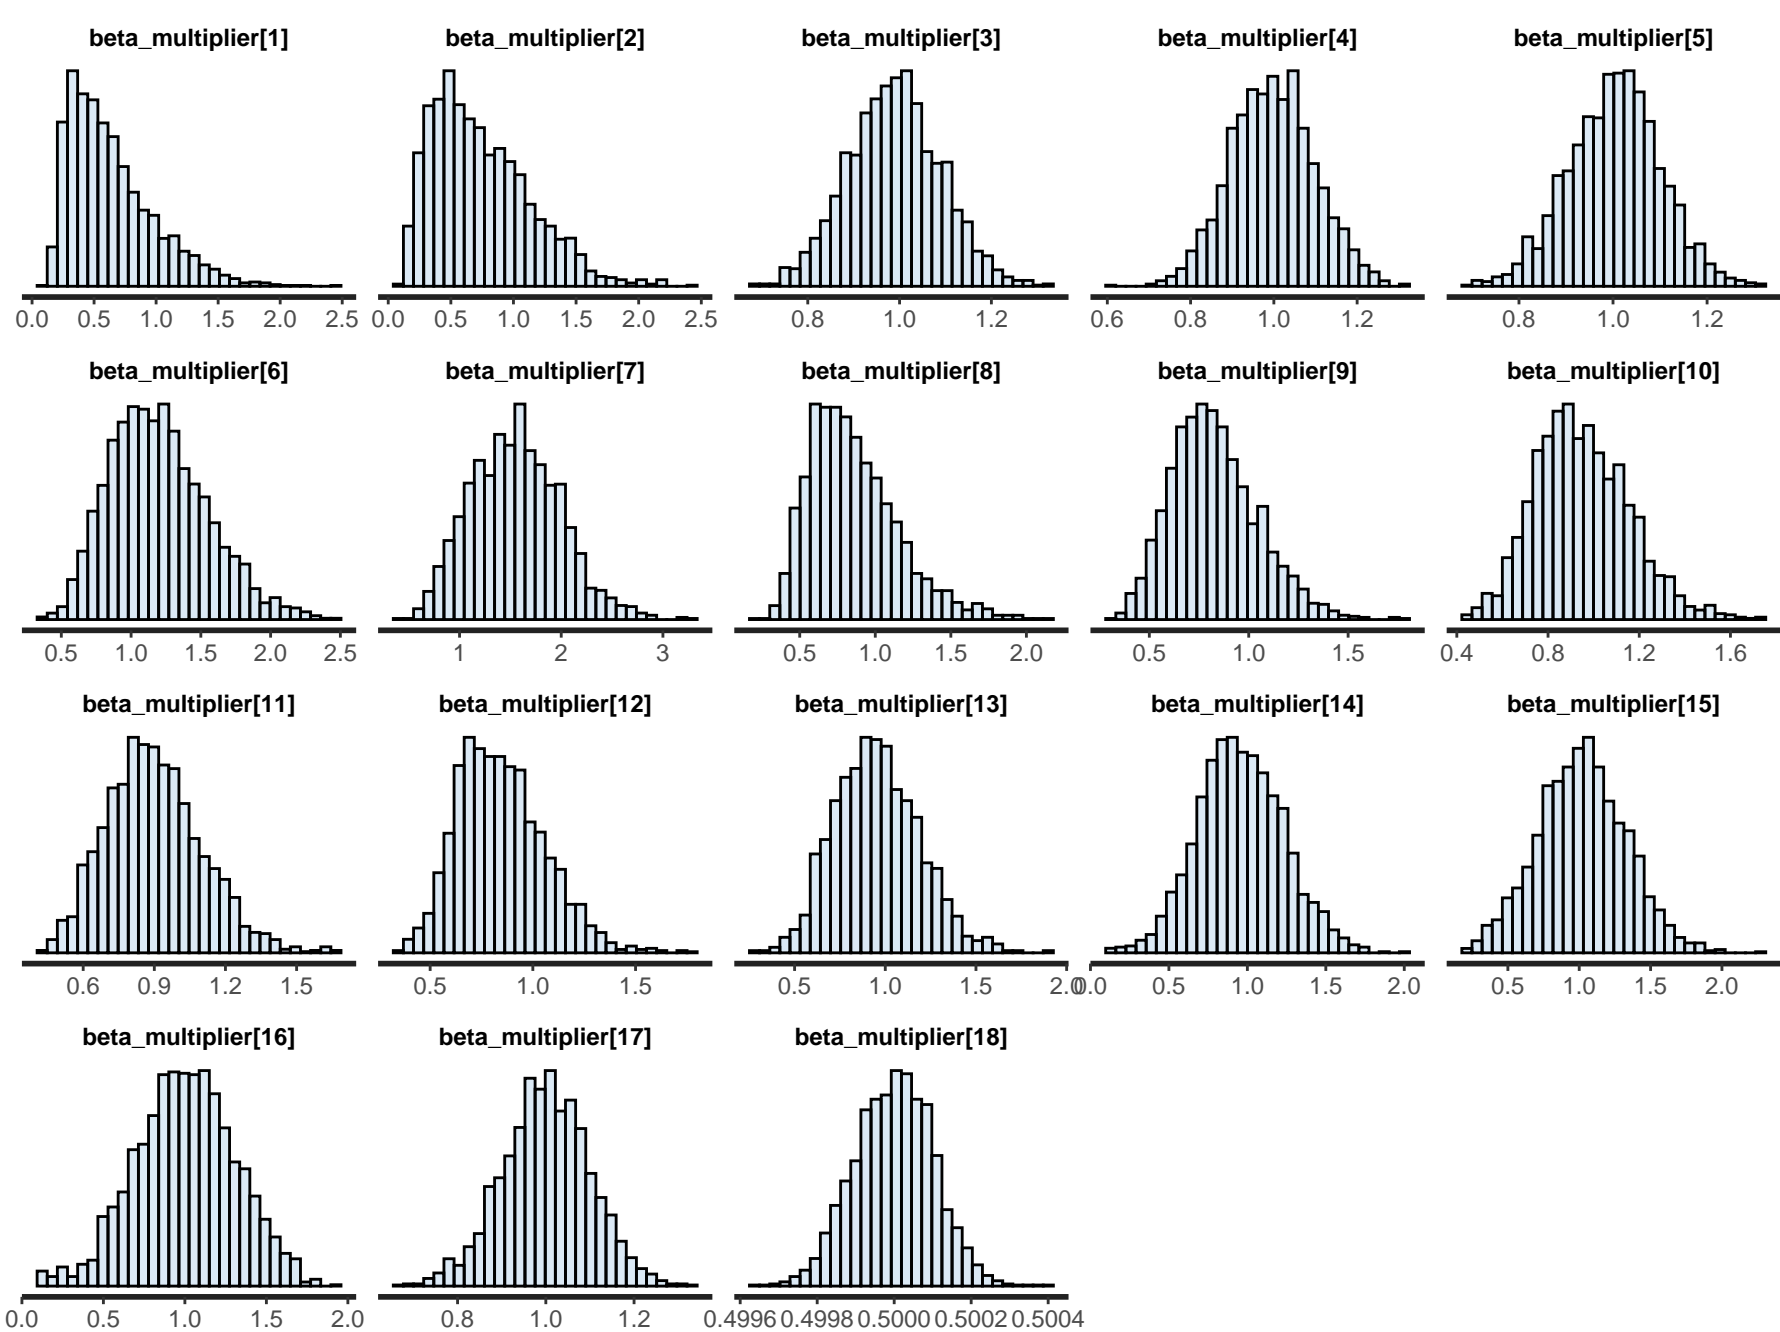 beta_multiplier[1] beta_multiplier[2] beta_multiplier[3] beta_multiplier[4] beta_multiplier[5]
0.0 0.5 1.0 1.5 2.0 2.5 0.0 0.5 1.0 1.5 2.0 2.5 0.8 1.0 1.2 0.6 0.8 1.0 1.2 0.8 1.0 1.2
beta_multiplier[6] beta_multiplier[7] beta_multiplier[8] beta_multiplier[9] beta_multiplier[10]
0.5 1.0 1.5 2.0 2.5 1 2 3 0.5 1.0 1.5 2.0 0.5 1.0 1.5 0.4 0.8 1.2 1.6
beta_multiplier[11] beta_multiplier[12] beta_multiplier[13] beta_multiplier[14] beta_multiplier[15]
0.6 0.9 1.2 1.5 0.5 1.0 1.5 0.5 1.0 1.5 2.0 0.0 0.5 1.0 1.5 2.0 0.5 1.0 1.5 2.0
beta_multiplier[16] beta_multiplier[17] beta_multiplier[18]
0.0 0.5 1.0 1.5 2.0 0.8 1.0 1.2 0.4996 0.4998 0.5000 0.5002 0.5004